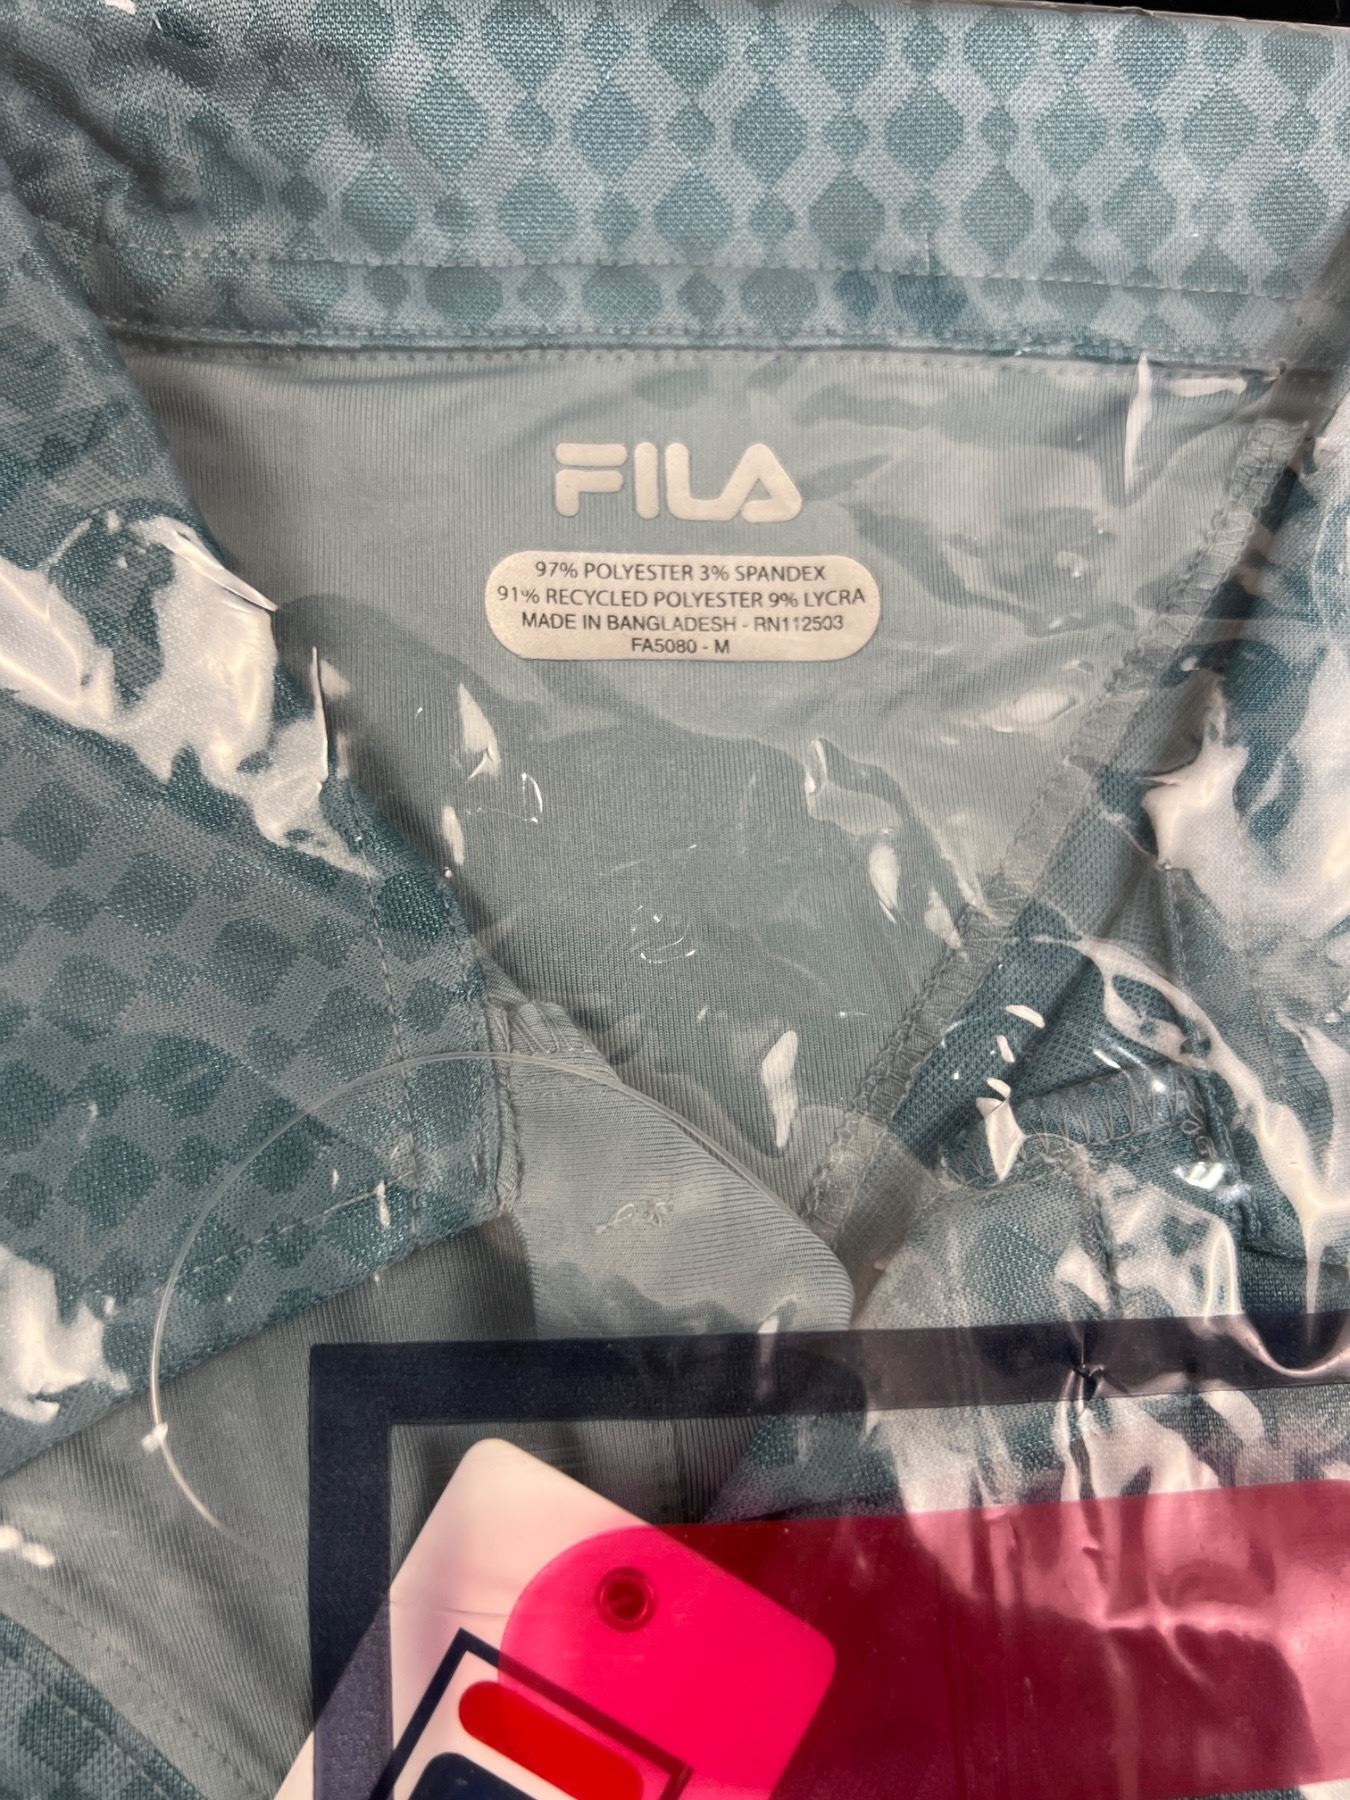 FILA
97% POLYESTER 3% SPANDEX
91% RECYCLED POLYESTER 9% LYCRA
MADE IN BANGLADESH - RN112503
FA5080 - M